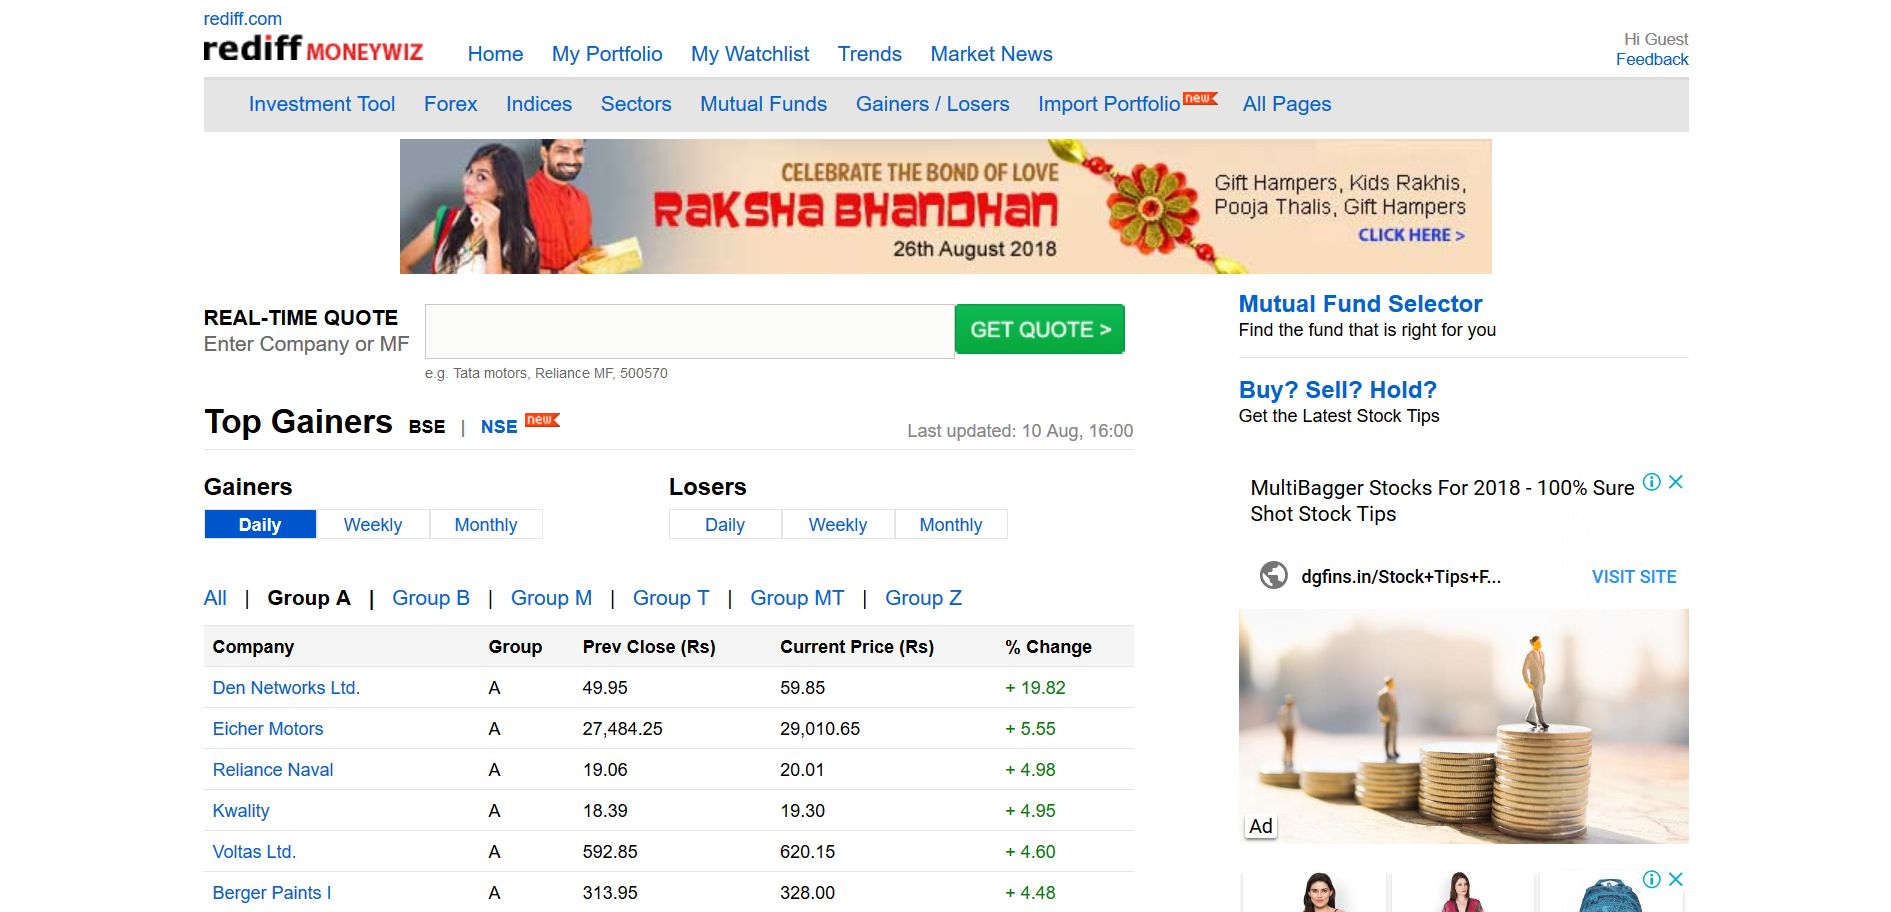 rediff.com
rediff MONEYWIZ
Home My Portfolio My Watchlist Trends Market News
Hi Guest
Feedback
Investment Tool Forex Indices Sectors Mutual Funds Gainers / Losers Import Portfolio new All Pages
CELEBRATE THE BOND OF LOVE
RAKSHA BHANDHAN
26th August 2018
Gift Hampers, Kids Rakhis,
Pooja Thalis, Gift Hampers
CLICK HERE >
REAL-TIME QUOTE
Enter Company or MF
GET QUOTE >
e.g. Tata motors, Reliance MF, 500570
Top Gainers BSE | NSE new
Last updated: 10 Aug, 16:00
Gainers
Daily Weekly Monthly
Losers
Daily Weekly Monthly
All | Group A | Group B | Group M | Group T | Group MT | Group Z
Company Group Prev Close (Rs) Current Price (Rs) % Change
Den Networks Ltd. A 49.95 59.85 + 19.82
Eicher Motors A 27,484.25 29,010.65 + 5.55
Reliance Naval A 19.06 20.01 + 4.98
Kwality A 18.39 19.30 + 4.95
Voltas Ltd. A 592.85 620.15 + 4.60
Berger Paints I A 313.95 328.00 + 4.48
Mutual Fund Selector
Find the fund that is right for you
Buy? Sell? Hold?
Get the Latest Stock Tips
MultiBagger Stocks For 2018 - 100% Sure
Shot Stock Tips
dgfins.in/Stock+Tips+F...
VISIT SITE
Ad